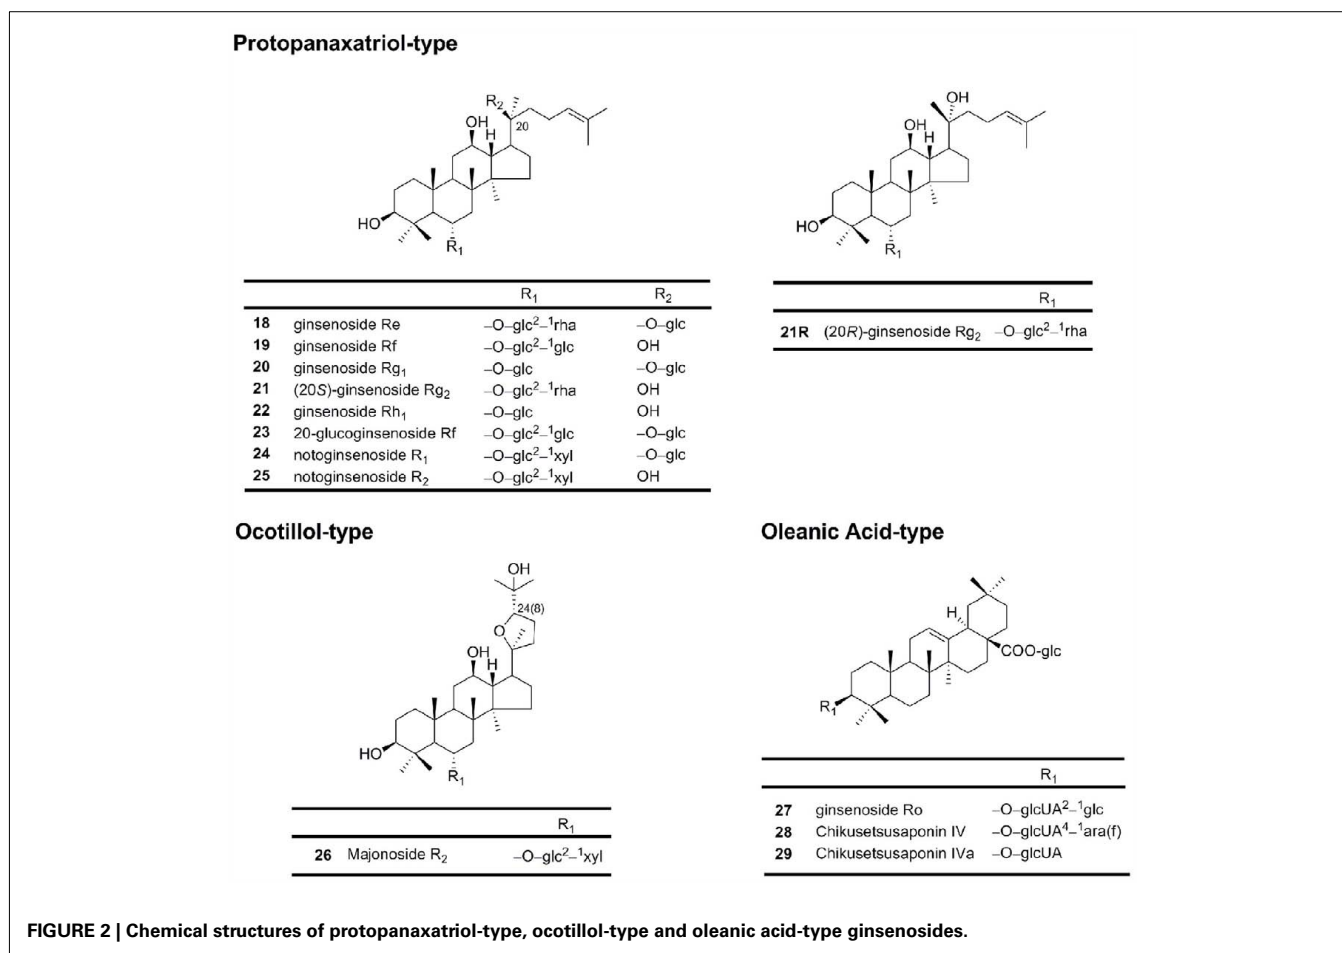 Protopanaxatriol-type
R2
OH
H
20
HO
R1
R1 R2
18 ginsenoside Re –O–glc2–1rha –O–glc
19 ginsenoside Rf –O–glc2–1glc OH
20 ginsenoside Rg1 –O–glc –O–glc
21 (20S)-ginsenoside Rg2 –O–glc2–1rha OH
22 ginsenoside Rh1 –O–glc OH
23 20-glucoginsenoside Rf –O–glc2–1glc –O–glc
24 notoginsenoside R1 –O–glc2–1xyl –O–glc
25 notoginsenoside R2 –O–glc2–1xyl OH
OH
OH
H
HO
R1
R1
21R (20R)-ginsenoside Rg2 –O–glc2–1rha
Ocotillol-type
OH
24(8)
O
OH
H
HO
R1
R1
26 Majonoside R2 –O–glc2–1xyl
Oleanic Acid-type
H
COO-glc
R1
R1
27 ginsenoside Ro –O–glcUA2–1glc
28 Chikusetsusaponin IV –O–glcUA4–1ara(f)
29 Chikusetsusaponin IVa –O–glcUA
FIGURE 2 | Chemical structures of protopanaxatriol-type, ocotillol-type and oleanic acid-type ginsenosides.